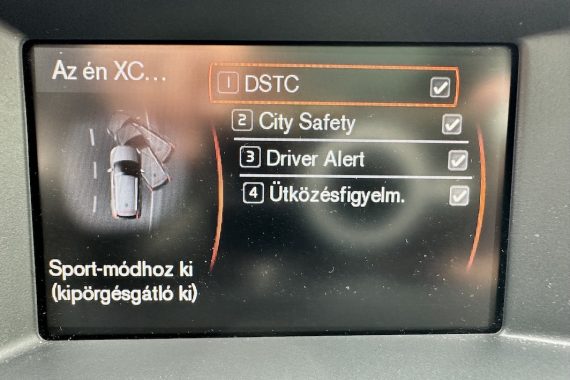 Az én XC...
1 DSTC
2 City Safety
3 Driver Alert
4 Ütközésfigyelm.
Sport-módhoz ki
(kipörgésgátló ki)